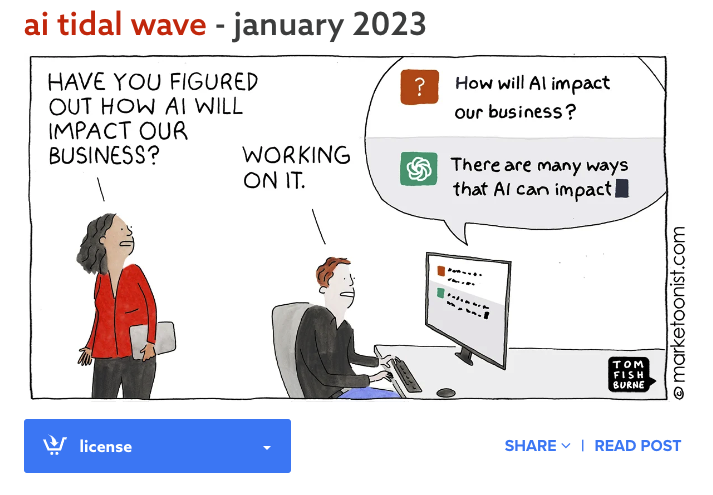 ai tidal wave - january 2023
HAVE YOU FIGURED
OUT HOW AI WILL
IMPACT OUR
BUSINESS?
WORKING
ON IT.
?
How will AI impact
our business?
There are many ways
that AI can impact
TOM
FISH
BURNE
© marketoonist.com
license
SHARE | READ POST